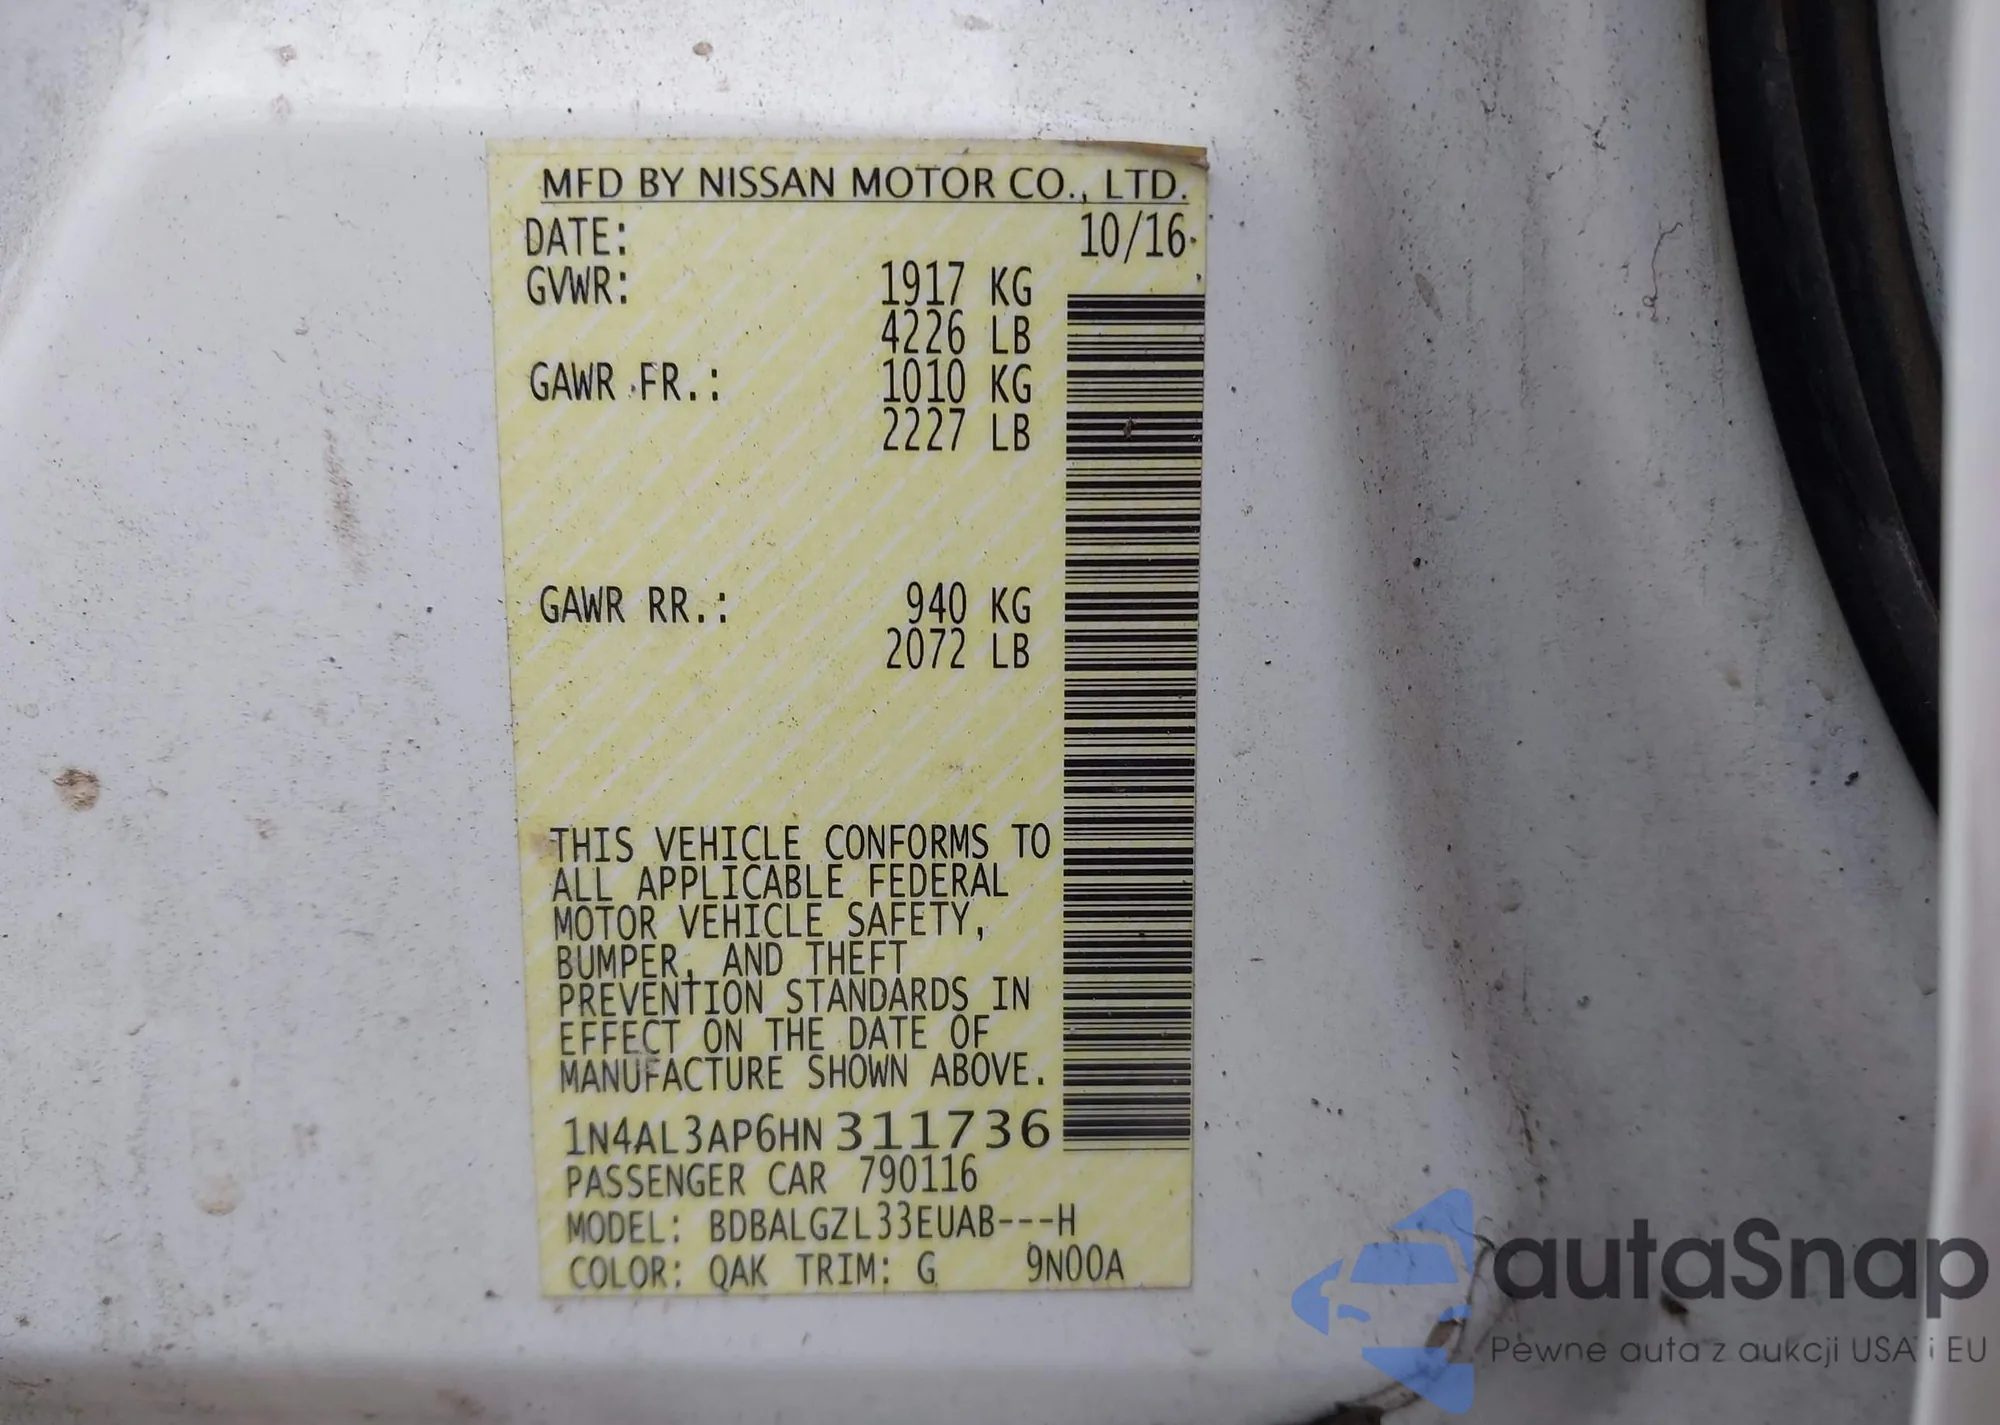 MFD BY NISSAN MOTOR CO., LTD.
DATE: 10/16
GVWR: 1917 KG
4226 LB
GAWR FR.: 1010 KG
2227 LB
GAWR RR.: 940 KG
2072 LB
THIS VEHICLE CONFORMS TO
ALL APPLICABLE FEDERAL
MOTOR VEHICLE SAFETY,
BUMPER, AND THEFT
PREVENTION STANDARDS IN
EFFECT ON THE DATE OF
MANUFACTURE SHOWN ABOVE.
1N4AL3AP6HN311736
PASSENGER CAR 790116
MODEL: BDBALGZL33EUAB---H
COLOR: QAK TRIM: G 9N00A
autaSnap
Pewne auta z aukcji USA i EU